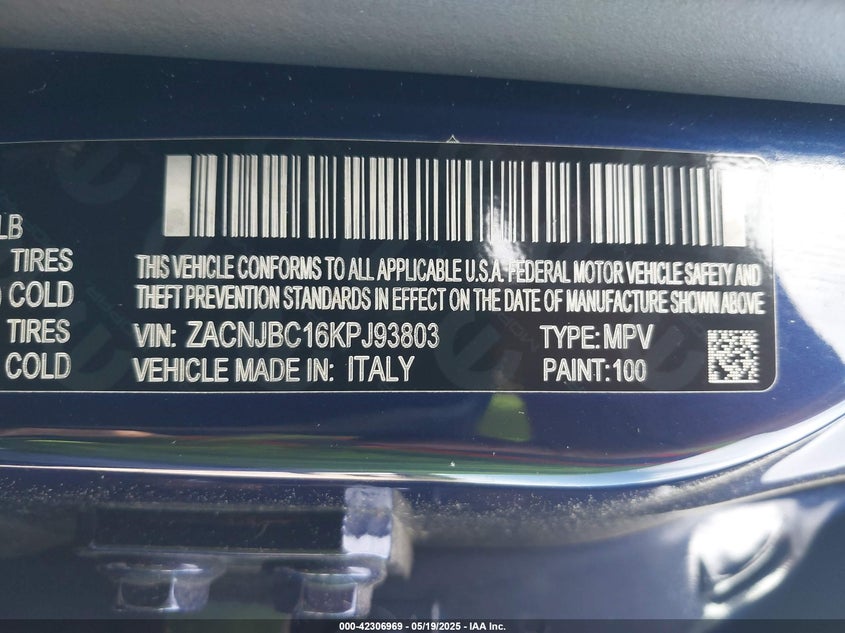 LB
TIRES
COLD
TIRES
COLD
THIS VEHICLE CONFORMS TO ALL APPLICABLE U.S.A. FEDERAL MOTOR VEHICLE SAFETY AND
THEFT PREVENTION STANDARDS IN EFFECT ON THE DATE OF MANUFACTURE SHOWN ABOVE
VIN: ZACNJBC16KPJ93803 TYPE:MPV
VEHICLE MADE IN: ITALY PAINT:100
000-42306969 — 05/19/2025 — IAA Inc.